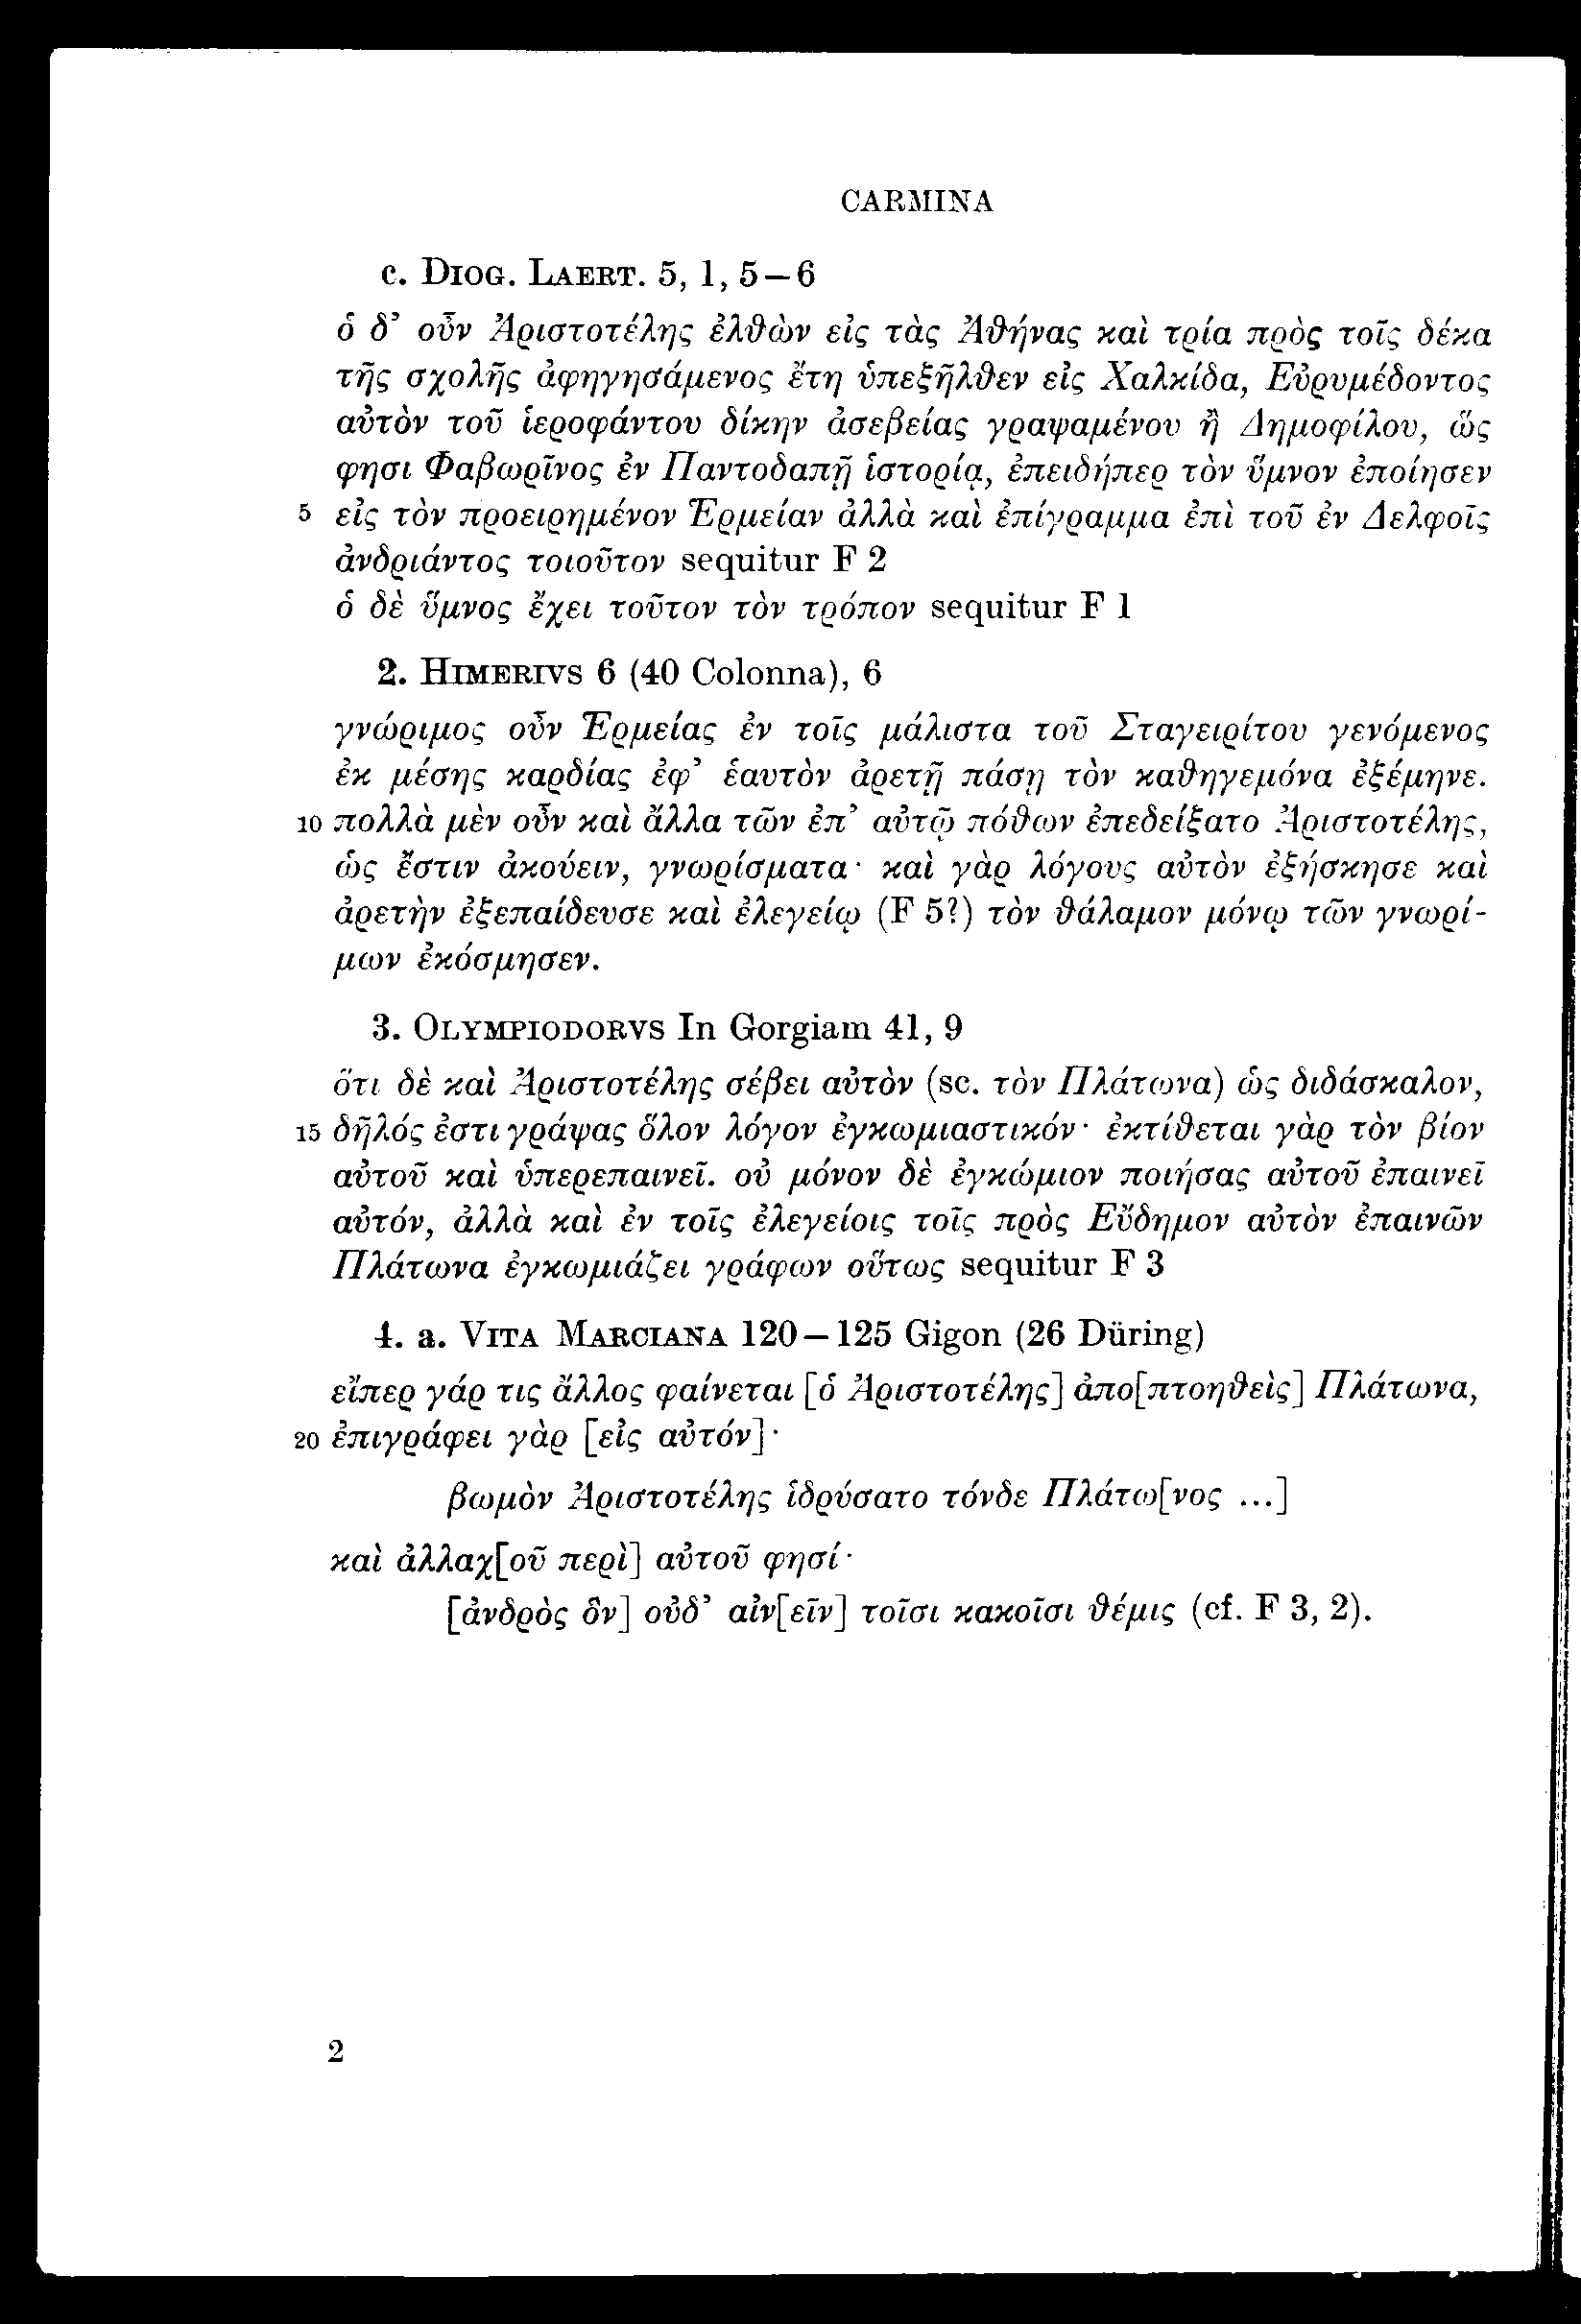 CARMINA
c. DIOG. LAERT. 5, 1, 5—6
ὁ δ’ οὖν Ἀριστοτέλης ἐλθὼν εἰς τὰς Ἀθήνας καὶ τρία πρὸς τοῖς δέκα
τῆς σχολῆς ἀφηγησάμενος ἔτη ὑπεξῆλθεν εἰς Χαλκίδα, Εὐρυμέδοντος
αὐτὸν τοῦ ἱεροφάντου δίκην ἀσεβείας γραψαμένου ἢ Δημοφίλου, ὥς
φησι Φαβωρῖνος ἐν Παντοδαπῇ ἱστορίᾳ, ἐπειδήπερ τὸν ὕμνον ἐποίησεν
5 εἰς τὸν προειρημένον Ἑρμείαν ἀλλὰ καὶ ἐπίγραμμα ἐπὶ τοῦ ἐν Δελφοῖς
ἀνδριάντος τοιοῦτον sequitur F 2
ὁ δὲ ὕμνος ἔχει τοῦτον τὸν τρόπον sequitur F 1
2. HIMERIVS 6 (40 Colonna), 6
γνώριμος οὖν Ἑρμείας ἐν τοῖς μάλιστα τοῦ Σταγειρίτου γενόμενος
ἐκ μέσης καρδίας ἐφ’ ἑαυτὸν ἀρετῇ πάσῃ τὸν καθηγεμόνα ἐξέμηνε.
10 πολλὰ μὲν οὖν καὶ ἄλλα τῶν ἐπ’ αὐτῷ πόθων ἐπεδείξατο Ἀριστοτέλης,
ὡς ἔστιν ἀκούειν, γνωρίσματα· καὶ γὰρ λόγους αὐτὸν ἐξήσκησε καὶ
ἀρετὴν ἐξεπαίδευσε καὶ ἐλεγείῳ (F 5?) τὸν θάλαμον μόνῳ τῶν γνωρί-
μων ἐκόσμησεν.
3. OLYMPIODORVS In Gorgiam 41, 9
ὅτι δὲ καὶ Ἀριστοτέλης σέβει αὐτὸν (sc. τὸν Πλάτωνα) ὡς διδάσκαλον,
15 δῆλός ἐστι γράψας ὅλον λόγον ἐγκωμιαστικόν· ἐκτίθεται γὰρ τὸν βίον
αὐτοῦ καὶ ὑπερεπαινεῖ. οὐ μόνον δὲ ἐγκώμιον ποιήσας αὐτοῦ ἐπαινεῖ
αὐτόν, ἀλλὰ καὶ ἐν τοῖς ἐλεγείοις τοῖς πρὸς Εὔδημον αὐτὸν ἐπαινῶν
Πλάτωνα ἐγκωμιάζει γράφων οὕτως sequitur F 3
4. a. VITA MARCIANA 120—125 Gigon (26 Düring)
εἴπερ γάρ τις ἄλλος φαίνεται [ὁ Ἀριστοτέλης] ἀπο[πτοηθεὶς] Πλάτωνα,
20 ἐπιγράφει γὰρ [εἰς αὐτόν]·
βωμὸν Ἀριστοτέλης ἱδρύσατο τόνδε Πλάτω[νος ...]
καὶ ἀλλαχ[οῦ περὶ] αὐτοῦ φησί·
[ἀνδρὸς ὃν] οὐδ’ αἰν[εῖν] τοῖσι κακοῖσι θέμις (cf. F 3, 2).
2